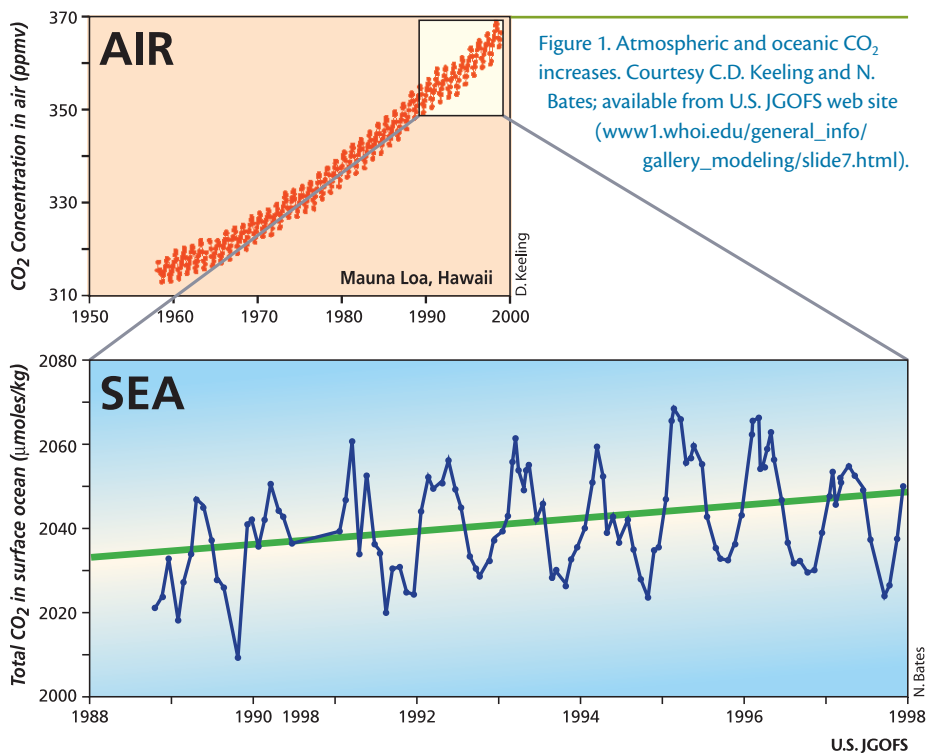 370
350
330
310
CO2 Concentration in air (ppmv)
AIR
Mauna Loa, Hawaii
D. Keeling
1950 1960 1970 1980 1990 2000
Figure 1. Atmospheric and oceanic CO2
increases. Courtesy C.D. Keeling and N.
Bates; available from U.S. JGOFS web site
(www1.whoi.edu/general_info/
gallery_modeling/slide7.html).
2080
2060
2040
2020
2000
Total CO2 in surface ocean (μmoles/kg)
SEA
N. Bates
1988 1990 1998 1992 1994 1996 1998
U.S. JGOFS